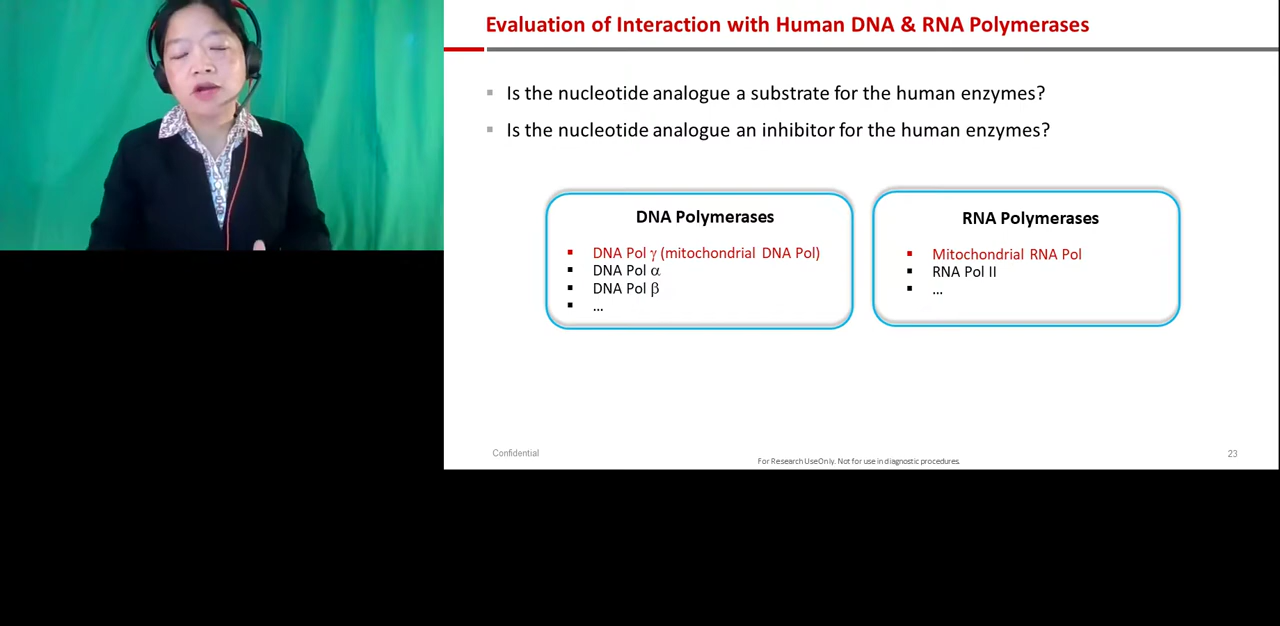 Evaluation of Interaction with Human DNA & RNA Polymerases
Is the nucleotide analogue a substrate for the human enzymes?
Is the nucleotide analogue an inhibitor for the human enzymes?
DNA Polymerases
DNA Pol γ (mitochondrial DNA Pol)
DNA Pol α
DNA Pol β
...
RNA Polymerases
Mitochondrial RNA Pol
RNA Pol II
...
Confidential
For Research UseOnly. Not for use in diagnostic procedures.
23